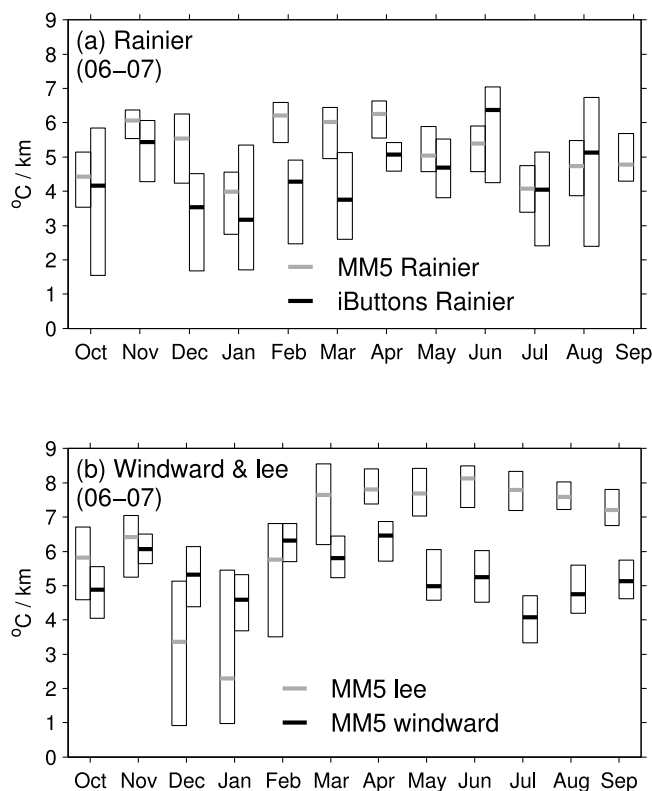 (a) Rainier
(06−07)
9
8
7
6
5
4
3
2
1
0
ºC / km
MM5 Rainier
iButtons Rainier
Oct Nov Dec Jan Feb Mar Apr May Jun Jul Aug Sep
(b) Windward & lee
(06−07)
9
8
7
6
5
4
3
2
1
0
ºC / km
MM5 lee
MM5 windward
Oct Nov Dec Jan Feb Mar Apr May Jun Jul Aug Sep